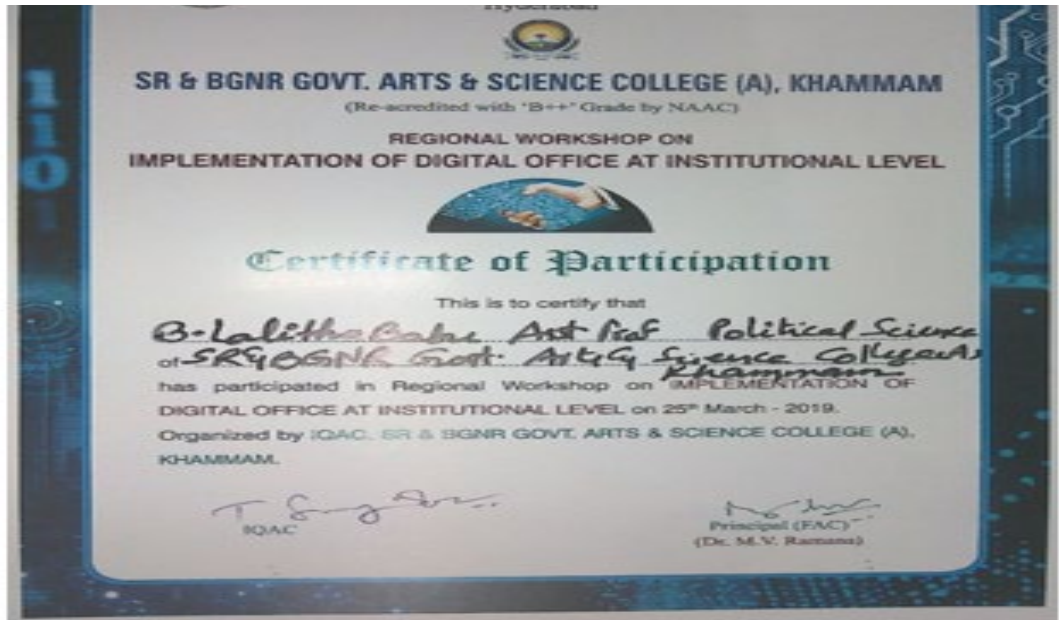 Hyderabad
SR & BGNR GOVT. ARTS & SCIENCE COLLEGE (A), KHAMMAM
(Re-acredited with 'B++' Grade by NAAC)
REGIONAL WORKSHOP ON
IMPLEMENTATION OF DIGITAL OFFICE AT INSTITUTIONAL LEVEL
Certificate of Participation
This is to certify that
B. Lalitha Political Science
of SR & BGNR Govt. Arts & Science College
Khammam
has participated in Regional Workshop on IMPLEMENTATION OF
DIGITAL OFFICE AT INSTITUTIONAL LEVEL on 25th March - 2019.
Organized by IQAC, SR & BGNR GOVT. ARTS & SCIENCE COLLEGE (A),
KHAMMAM.
IQAC
Principal (FAC)
(Dr. M.V. Ramana)